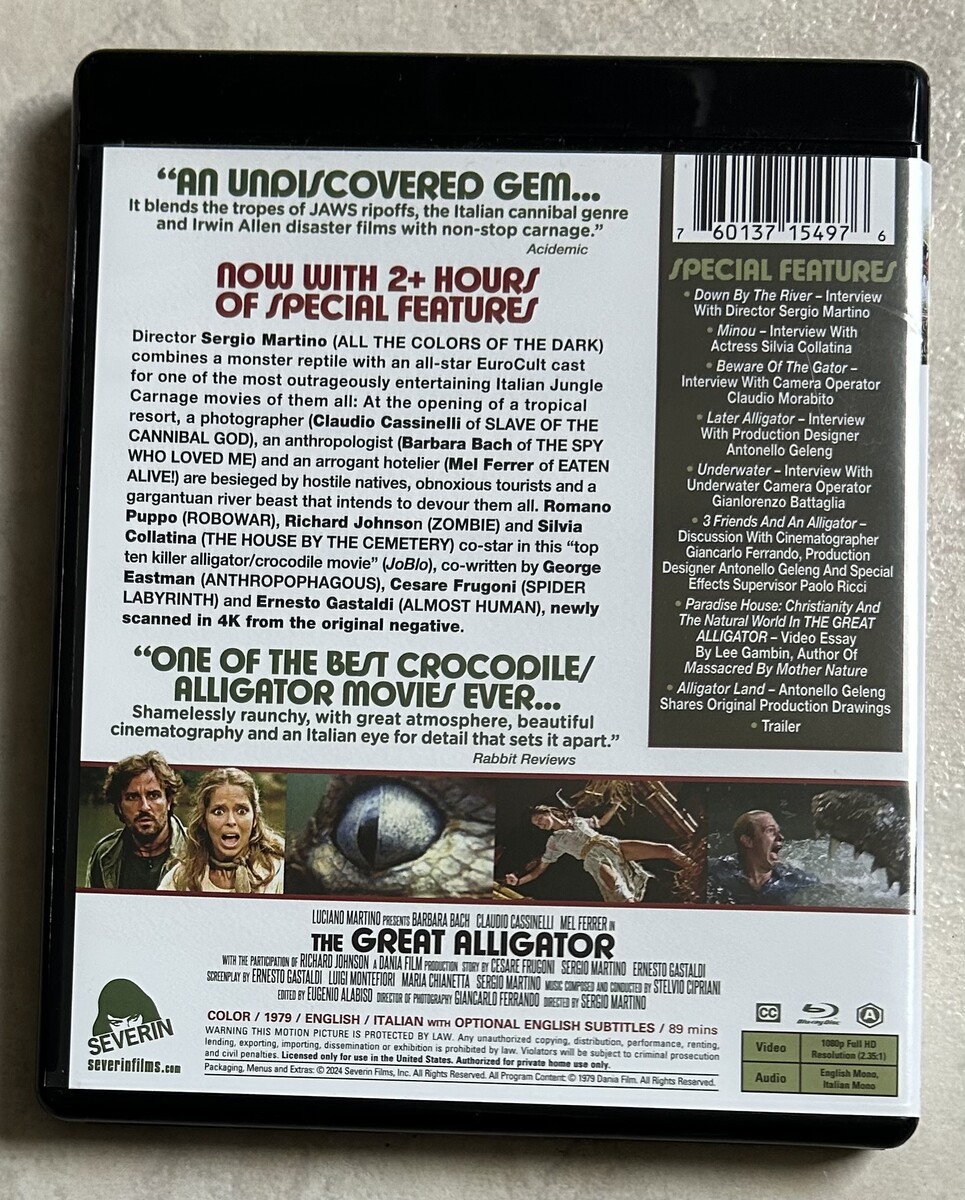 “AN UNDISCOVERED GEM...
It blends the tropes of JAWS ripoffs, the Italian cannibal genre
and Irwin Allen disaster films with non-stop carnage.”
Acidemic
NOW WITH 2+ HOURS
OF SPECIAL FEATURES
Director Sergio Martino (ALL THE COLORS OF THE DARK)
combines a monster reptile with an all-star EuroCult cast
for one of the most outrageously entertaining Italian Jungle
Carnage movies of them all: At the opening of a tropical
resort, a photographer (Claudio Cassinelli of SLAVE OF THE
CANNIBAL GOD), an anthropologist (Barbara Bach of THE SPY
WHO LOVED ME) and an arrogant hotelier (Mel Ferrer of EATEN
ALIVE!) are besieged by hostile natives, obnoxious tourists and a
gargantuan river beast that intends to devour them all. Romano
Puppo (ROBOWAR), Richard Johnson (ZOMBIE) and Silvia
Collatina (THE HOUSE BY THE CEMETERY) co-star in this “top
ten killer alligator/crocodile movie” (JoBlo), co-written by George
Eastman (ANTHROPOPHAGOUS), Cesare Frugoni (SPIDER
LABYRINTH) and Ernesto Gastaldi (ALMOST HUMAN), newly
scanned in 4K from the original negative.
“ONE OF THE BEST CROCODILE/
ALLIGATOR MOVIES EVER...
Shamelessly raunchy, with great atmosphere, beautiful
cinematography and an Italian eye for detail that sets it apart.”
Rabbit Reviews
7 60137 15497 6
SPECIAL FEATURES
• Down By The River – Interview
With Director Sergio Martino
• Minou – Interview With
Actress Silvia Collatina
• Beware Of The Gator –
Interview With Camera Operator
Claudio Morabito
• Later Alligator – Interview
With Production Designer
Antonello Geleng
• Underwater – Interview With
Underwater Camera Operator
Gianlorenzo Battaglia
• 3 Friends And An Alligator –
Discussion With Cinematographer
Giancarlo Ferrando, Production
Designer Antonello Geleng And Special
Effects Supervisor Paolo Ricci
• Paradise House: Christianity And
The Natural World In THE GREAT
ALLIGATOR – Video Essay
By Lee Gambin, Author Of
Massacred By Mother Nature
• Alligator Land – Antonello Geleng
Shares Original Production Drawings
• Trailer
LUCIANO MARTINO PRESENTS BARBARA BACH CLAUDIO CASSINELLI MEL FERRER IN
THE GREAT ALLIGATOR
WITH THE PARTICIPATION OF RICHARD JOHNSON A DANIA FILM PRODUCTION STORY BY CESARE FRUGONI SERGIO MARTINO ERNESTO GASTALDI
SCREENPLAY BY ERNESTO GASTALDI LUIGI MONTEFIORI MARIA CHIANETTA SERGIO MARTINO MUSIC COMPOSED AND CONDUCTED BY STELVIO CIPRIANI
EDITED BY EUGENIO ALABISO DIRECTOR OF PHOTOGRAPHY GIANCARLO FERRANDO DIRECTED BY SERGIO MARTINO
COLOR / 1979 / ENGLISH / ITALIAN WITH OPTIONAL ENGLISH SUBTITLES / 89 mins
WARNING THIS MOTION PICTURE IS PROTECTED BY LAW. Any unauthorized copying, distribution, performance, renting,
lending, exporting, importing, dissemination or exhibition is prohibited by law. Violators will be subject to criminal prosecution
and civil penalties. Licensed only for use in the United States. Authorized for private home use only.
Packaging, Menus and Extras: © 2024 Severin Films, Inc. All Rights Reserved. All Program Content: © 1979 Dania Film. All Rights Reserved.
SEVERIN
severinfilms.com
CC
Blu-ray Disc
A
Video 1080p Full HD
Resolution (2.35:1)
Audio English Mono,
Italian Mono